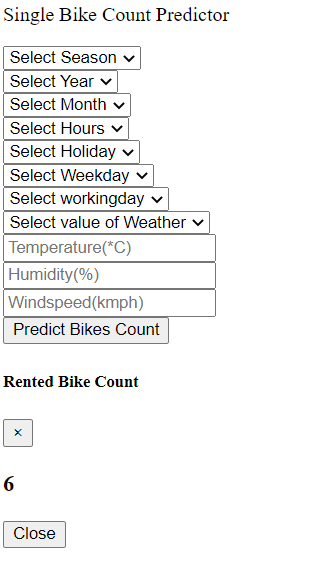 Single Bike Count Predictor
Select Season
Select Year
Select Month
Select Hours
Select Holiday
Select Weekday
Select workingday
Select value of Weather
Temperature(*C)
Humidity(%)
Windspeed(kmph)
Predict Bikes Count
Rented Bike Count
×
6
Close